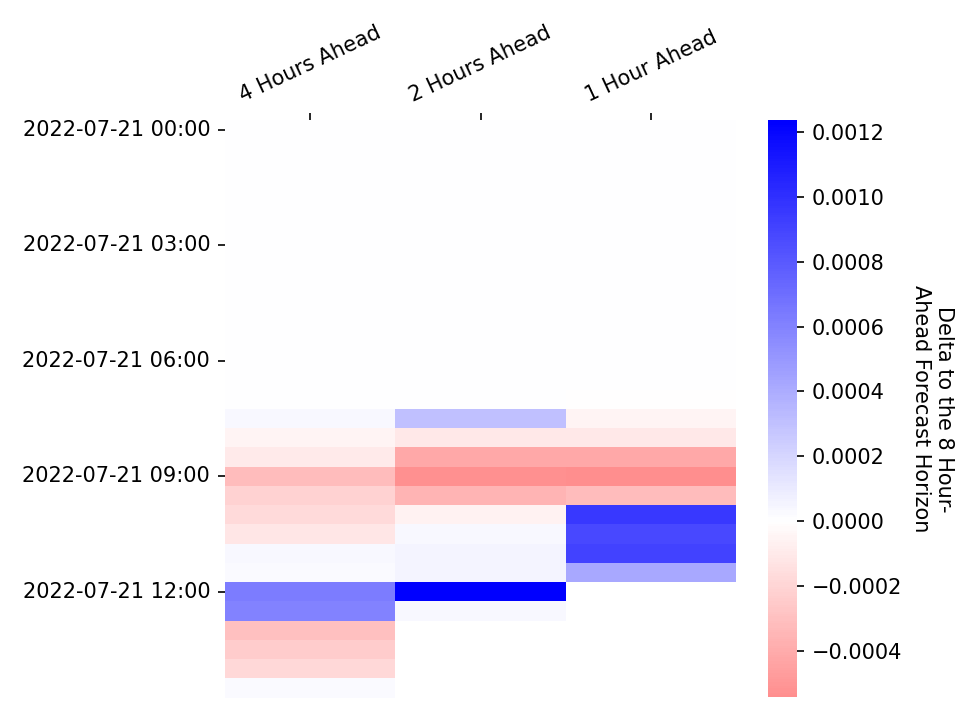 4 Hours Ahead
2 Hours Ahead
1 Hour Ahead
2022-07-21 00:00
2022-07-21 03:00
2022-07-21 06:00
2022-07-21 09:00
2022-07-21 12:00
0.0012
0.0010
0.0008
0.0006
0.0004
0.0002
0.0000
−0.0002
−0.0004
Delta to the 8 Hour-
Ahead Forecast Horizon